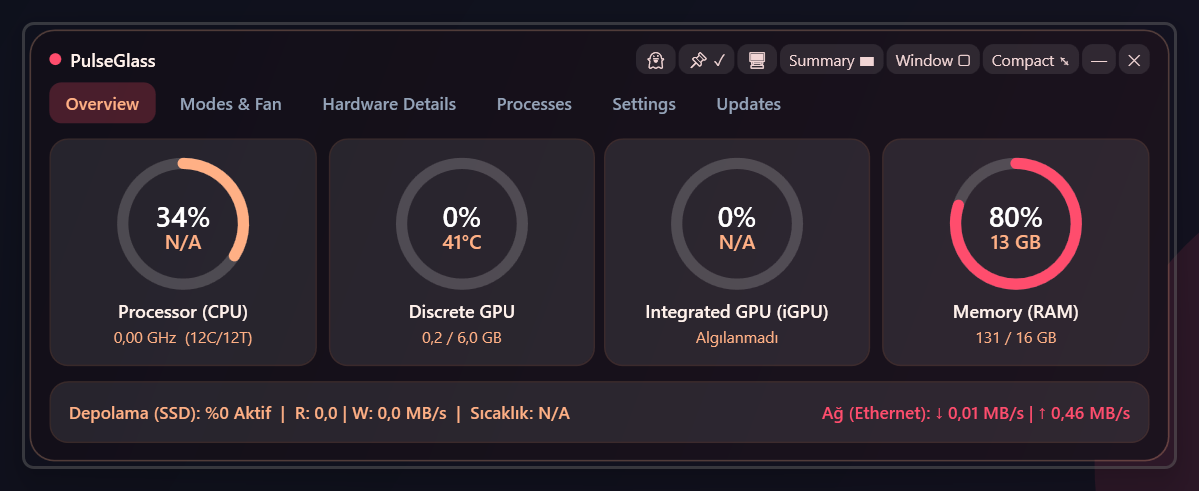 PulseGlass
Summary
Window
Compact
Overview Modes & Fan Hardware Details Processes Settings Updates
34%
N/A
Processor (CPU)
0,00 GHz (12C/12T)
0%
41°C
Discrete GPU
0,2 / 6,0 GB
0%
N/A
Integrated GPU (iGPU)
Algılanmadı
80%
13 GB
Memory (RAM)
131 / 16 GB
Depolama (SSD): %0 Aktif | R: 0,0 | W: 0,0 MB/s | Sıcaklık: N/A
Ağ (Ethernet): ↓ 0,01 MB/s | ↑ 0,46 MB/s